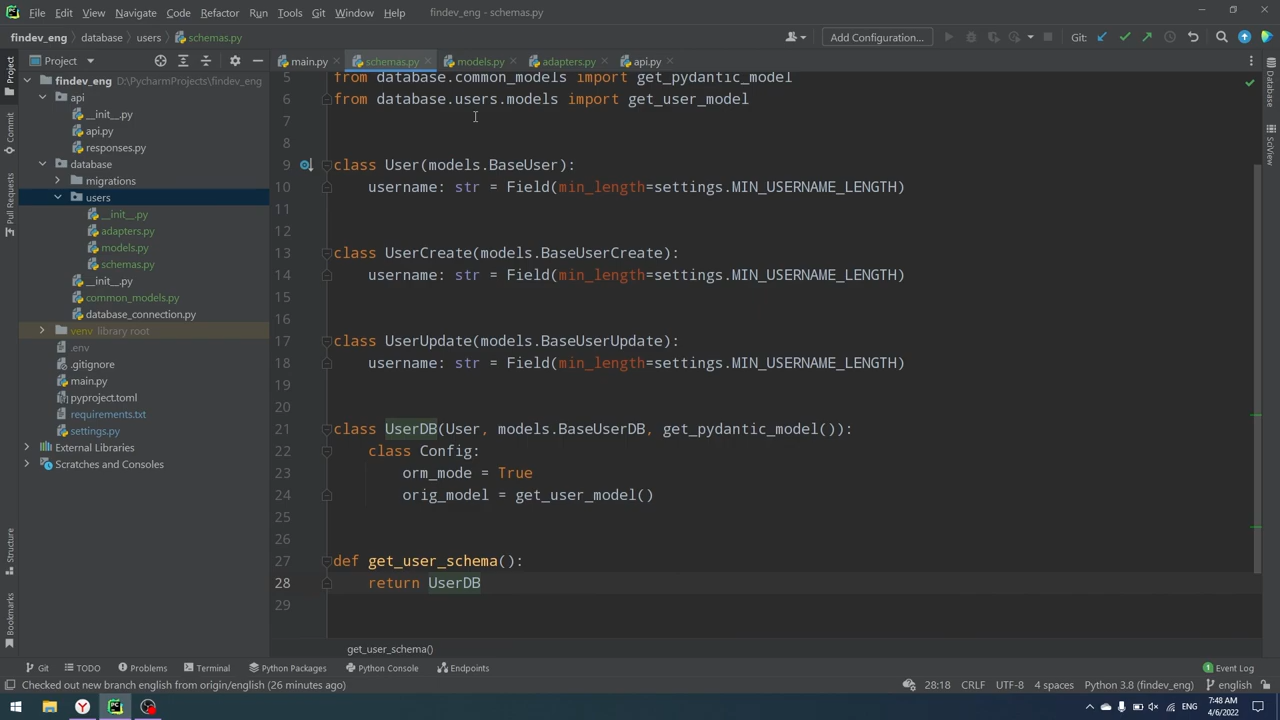 File Edit View Navigate Code Refactor Run Tools Git Window Help findev_eng - schemas.py
findev_eng database users schemas.py Add Configuration... Git:
Project main.py schemas.py models.py adapters.py api.py
findev_eng D:\PycharmProjects\findev_eng
api
__init__.py
api.py
responses.py
database
migrations
users
__init__.py
adapters.py
models.py
schemas.py
__init__.py
common_models.py
database_connection.py
venv library root
.env
.gitignore
main.py
pyproject.toml
requirements.txt
settings.py
External Libraries
Scratches and Consoles
Project
Commit
Pull Requests
Structure
Bookmarks
5 from database.common_models import get_pydantic_model
6 from database.users.models import get_user_model
7
8
9 class User(models.BaseUser):
10 username: str = Field(min_length=settings.MIN_USERNAME_LENGTH)
11
12
13 class UserCreate(models.BaseUserCreate):
14 username: str = Field(min_length=settings.MIN_USERNAME_LENGTH)
15
16
17 class UserUpdate(models.BaseUserUpdate):
18 username: str = Field(min_length=settings.MIN_USERNAME_LENGTH)
19
20
21 class UserDB(User, models.BaseUserDB, get_pydantic_model()):
22 class Config:
23 orm_mode = True
24 orig_model = get_user_model()
25
26
27 def get_user_schema():
28 return UserDB
29
Database
SciView
get_user_schema()
Git TODO Problems Terminal Python Packages Python Console Endpoints Event Log
Checked out new branch english from origin/english (26 minutes ago) 28:18 CRLF UTF-8 4 spaces Python 3.8 (findev_eng) english
ENG 7:48 AM
4/6/2022